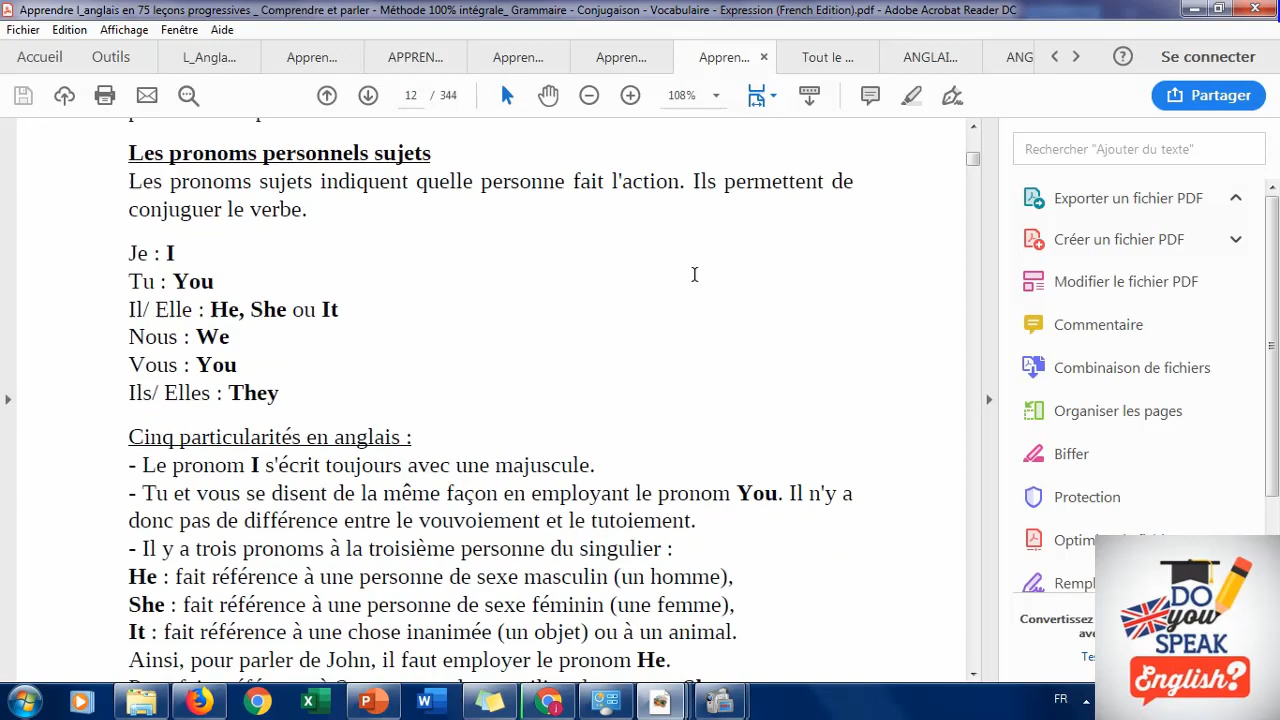 Apprendre l_anglais en 75 leçons progressives _ Comprendre et parler - Méthode 100% intégrale_ Grammaire - Conjugaison - Vocabulaire - Expression (French Edition).pdf - Adobe Acrobat Reader DC
Fichier Edition Affichage Fenêtre Aide
Accueil Outils L_Angla... Appren... APPREN... Appren... Appren... Appren... × Tout le ... ANGLAI... ANG Se connecter
12 / 344 108% Partager
Les pronoms personnels sujets
Les pronoms sujets indiquent quelle personne fait l'action. Ils permettent de
conjuguer le verbe.
Je : I
Tu : You
Il/ Elle : He, She ou It
Nous : We
Vous : You
Ils/ Elles : They
Cinq particularités en anglais :
- Le pronom I s'écrit toujours avec une majuscule.
- Tu et vous se disent de la même façon en employant le pronom You. Il n'y a
donc pas de différence entre le vouvoiement et le tutoiement.
- Il y a trois pronoms à la troisième personne du singulier :
He : fait référence à une personne de sexe masculin (un homme),
She : fait référence à une personne de sexe féminin (une femme),
It : fait référence à une chose inanimée (un objet) ou à un animal.
Ainsi, pour parler de John, il faut employer le pronom He.
Rechercher "Ajouter du texte"
Exporter un fichier PDF
Créer un fichier PDF
Modifier le fichier PDF
Commentaire
Combinaison de fichiers
Organiser les pages
Biffer
Protection
Optim
Rempl
Convertissez
ave
Tes
DO
you
SPEAK
English?
FR